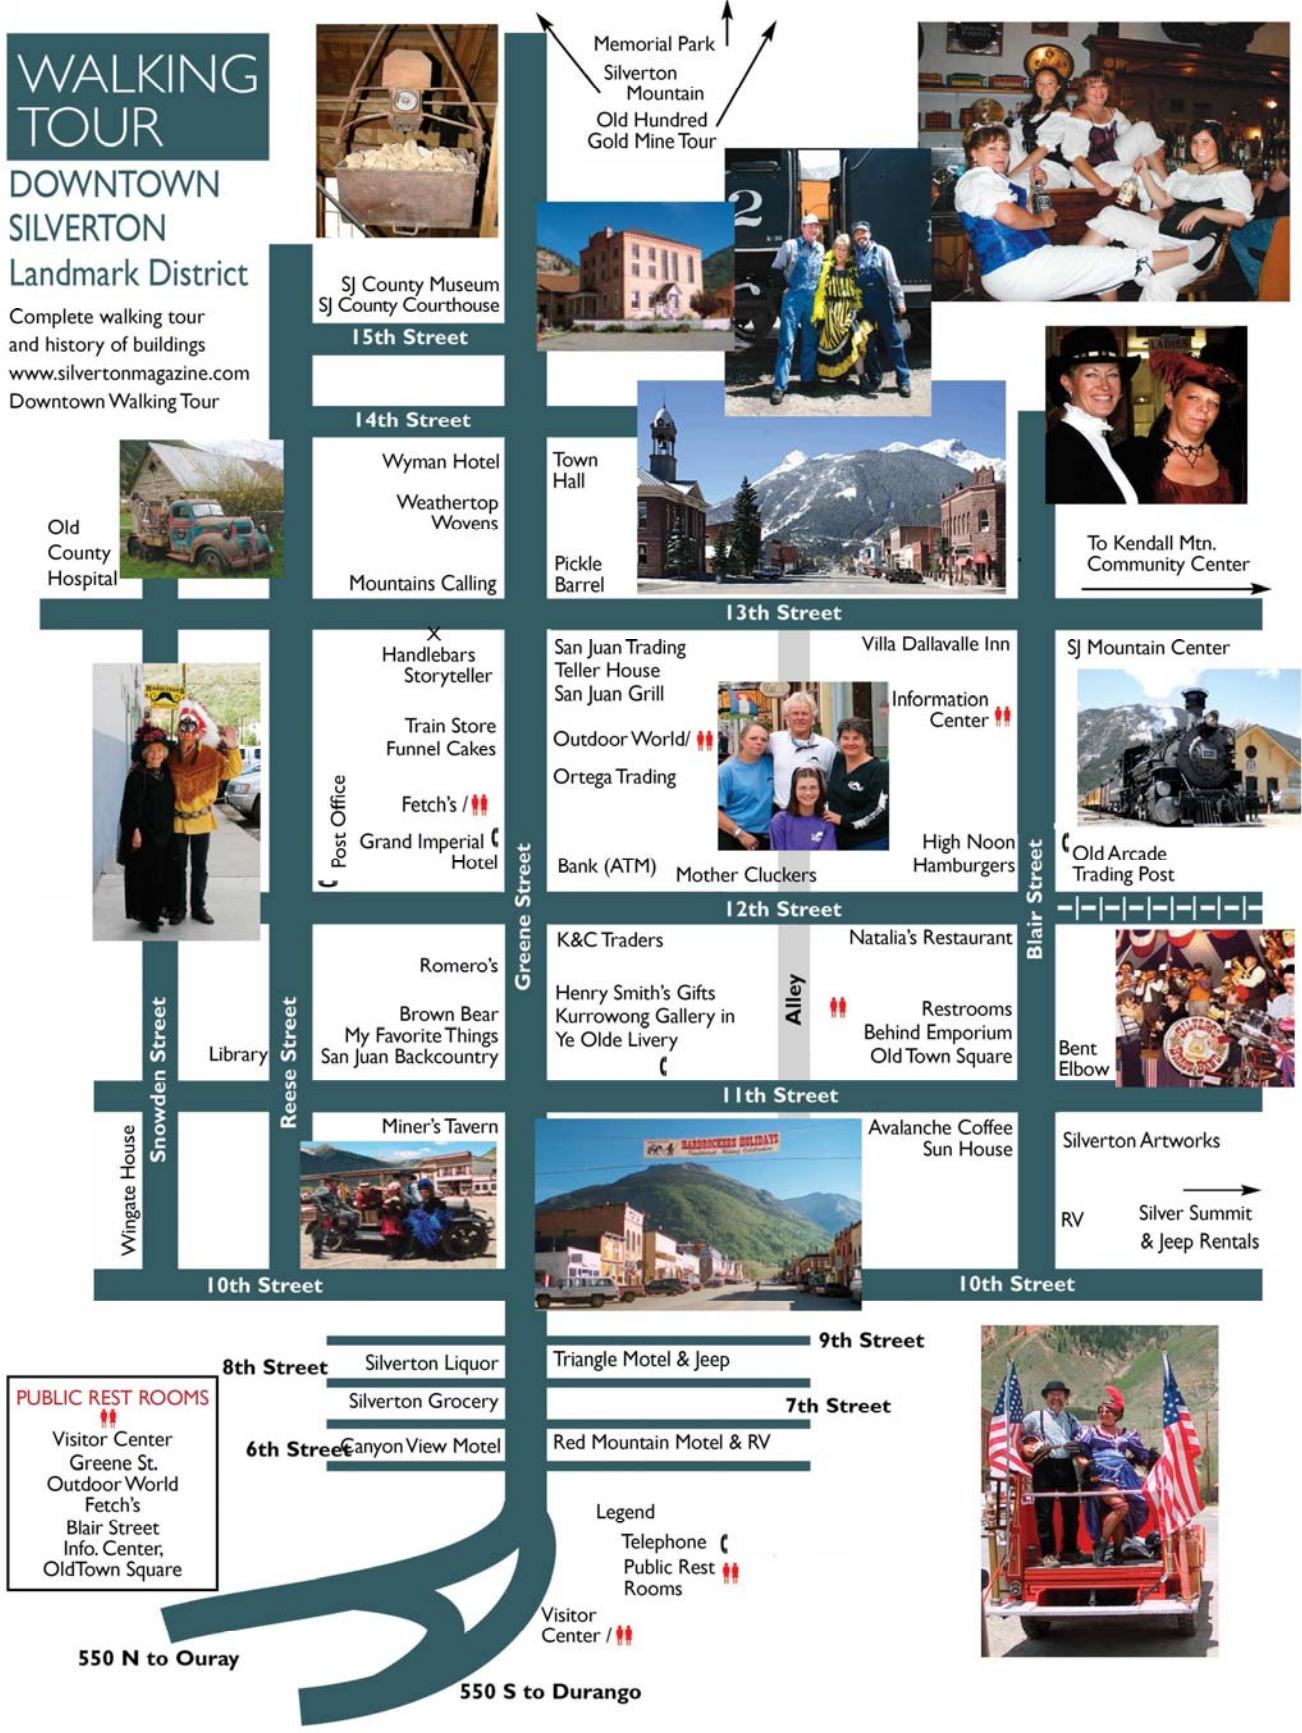 WALKING
TOUR
DOWNTOWN
SILVERTON
Landmark District
Complete walking tour
and history of buildings
www.silvertonmagazine.com
Downtown Walking Tour
Memorial Park
Silverton
Mountain
Old Hundred
Gold Mine Tour
SJ County Museum
SJ County Courthouse
15th Street
14th Street
Wyman Hotel
Weathertop
Wovens
Mountains Calling
Town
Hall
Pickle
Barrel
Old
County
Hospital
LADIES
To Kendall Mtn.
Community Center
13th Street
X
Handlebars
Storyteller
Train Store
Funnel Cakes
Fetch's /
Grand Imperial
Hotel
Post Office
San Juan Trading
Teller House
San Juan Grill
Outdoor World/
Ortega Trading
Bank (ATM)
Mother Cluckers
Villa Dallavalle Inn
Information
Center
High Noon
Hamburgers
SJ Mountain Center
Old Arcade
Trading Post
Greene Street
Blair Street
12th Street
Romero's
Brown Bear
My Favorite Things
San Juan Backcountry
Library
Snowden Street
Reese Street
K&C Traders
Henry Smith's Gifts
Kurrowong Gallery in
Ye Olde Livery
Alley
Natalia's Restaurant
Restrooms
Behind Emporium
Old Town Square
Bent
Elbow
11th Street
Wingate House
Miner's Tavern
HARDROCKERS HOLIDAYS
Avalanche Coffee
Sun House
Silverton Artworks
RV
Silver Summit
& Jeep Rentals
10th Street
10th Street
9th Street
8th Street
Silverton Liquor
Triangle Motel & Jeep
Silverton Grocery
7th Street
6th Street
Canyon View Motel
Red Mountain Motel & RV
PUBLIC REST ROOMS
Visitor Center
Greene St.
Outdoor World
Fetch's
Blair Street
Info. Center,
OldTown Square
Legend
Telephone
Public Rest
Rooms
Visitor
Center /
550 N to Ouray
550 S to Durango